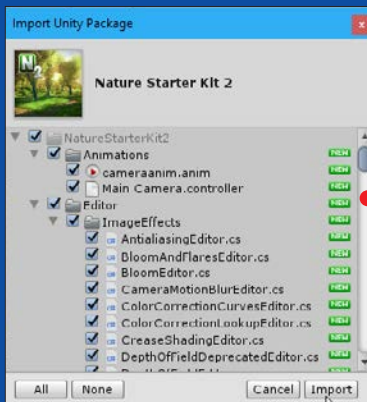 Import Unity Package
x
N2
Nature Starter Kit 2
NatureStarterKit2
Animations NEW
cameraanim.anim NEW
Main Camera.controller NEW
Editor NEW
ImageEffects NEW
AntialiasingEditor.cs NEW
BloomAndFlaresEditor.cs NEW
BloomEditor.cs NEW
CameraMotionBlurEditor.cs NEW
ColorCorrectionCurvesEditor.cs NEW
ColorCorrectionLookupEditor.cs NEW
CreaseShadingEditor.cs NEW
DepthOfFieldDeprecatedEditor.cs NEW
All None Cancel Import